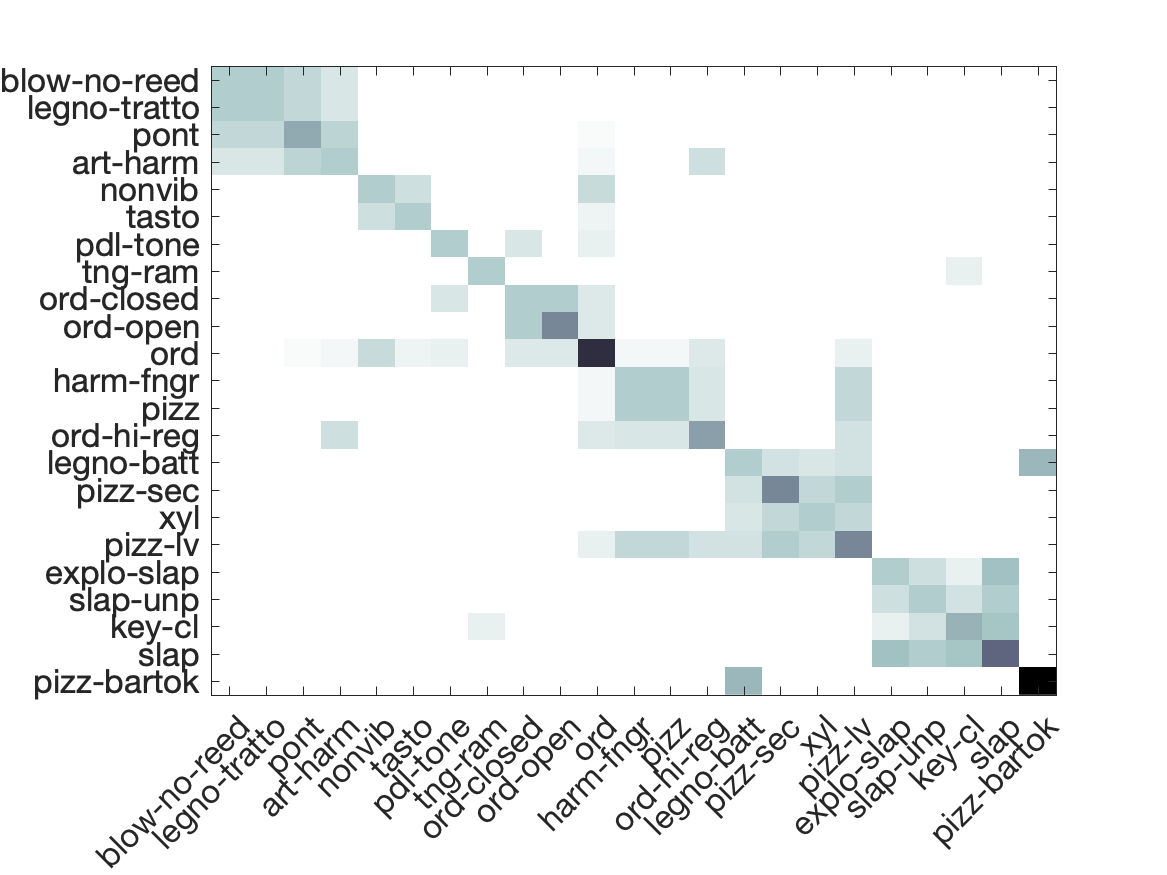 blow-no-reed
legno-tratto
pont
art-harm
nonvib
tasto
pdl-tone
tng-ram
ord-closed
ord-open
ord
harm-fngr
pizz
ord-hi-reg
legno-batt
pizz-sec
xyl
pizz-lv
explo-slap
slap-unp
key-cl
slap
pizz-bartok
blow-no-reed
legno-tratto
pont
art-harm
nonvib
tasto
pdl-tone
tng-ram
ord-closed
ord-open
ord
harm-fngr
pizz
ord-hi-reg
legno-batt
pizz-sec
xyl
pizz-lv
explo-slap
slap-unp
key-cl
slap
pizz-bartok